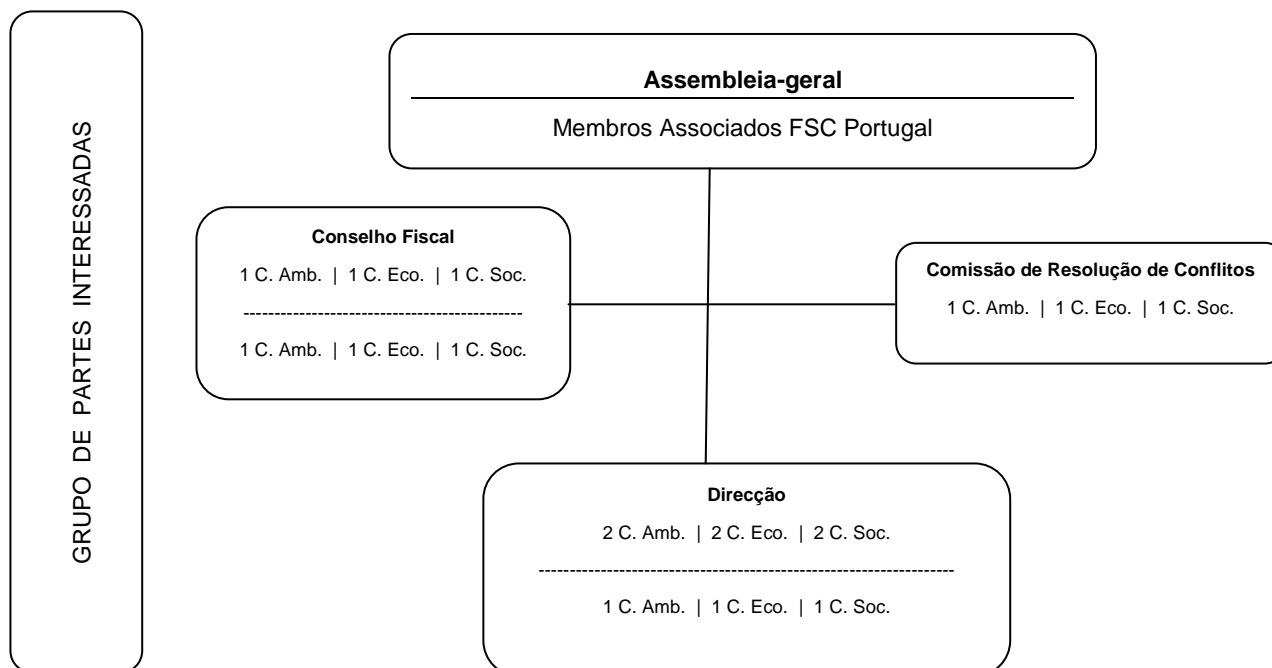 GRUPO DE PARTES INTERESSADAS
Assembleia-geral
Membros Associados FSC Portugal
Conselho Fiscal
1 C. Amb. | 1 C. Eco. | 1 C. Soc.
----------------------------------------------
1 C. Amb. | 1 C. Eco. | 1 C. Soc.
Comissão de Resolução de Conflitos
1 C. Amb. | 1 C. Eco. | 1 C. Soc.
Direcção
2 C. Amb. | 2 C. Eco. | 2 C. Soc.
--------------------------------------------------------------------
1 C. Amb. | 1 C. Eco. | 1 C. Soc.